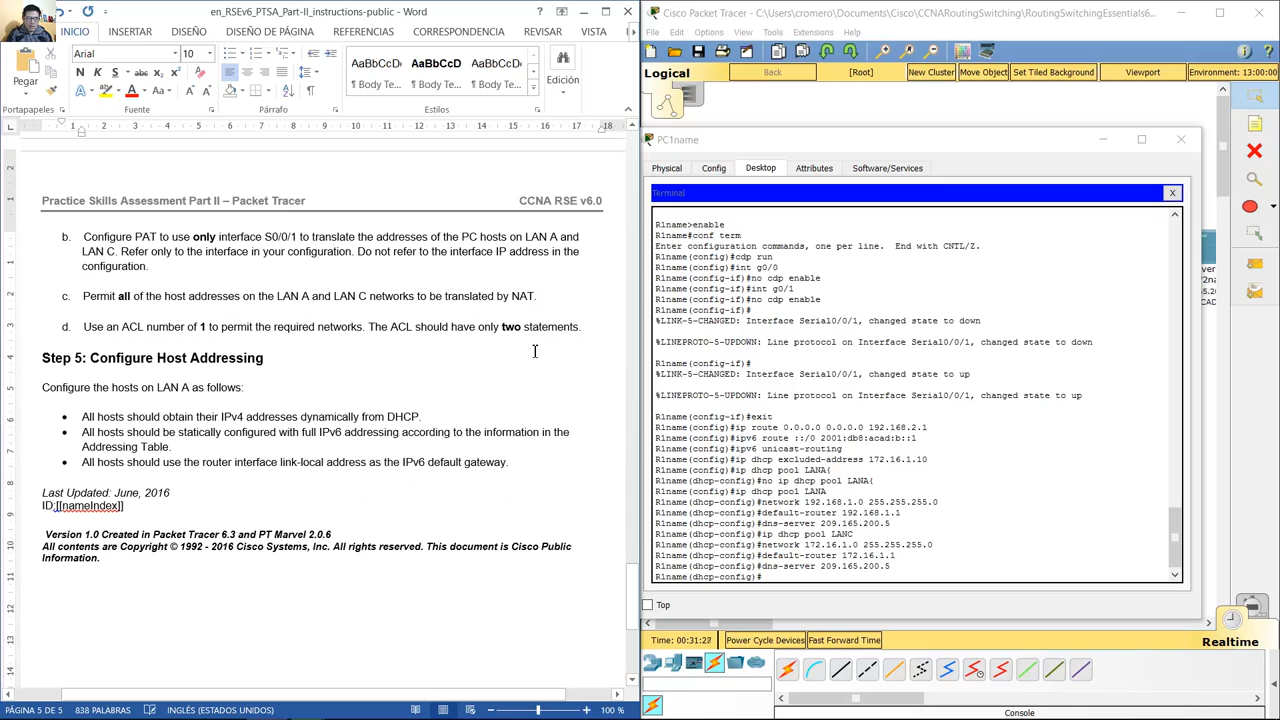 en_RSEv6_PTSA_Part-II_instructions-public - Word
INICIO INSERTAR DISEÑO DISEÑO DE PÁGINA REFERENCIAS CORRESPONDENCIA REVISAR VISTA
Arial 10
Pegar
AaBbCcD AaBbCcD AaBbCcD
¶ Body Te... ¶ Body Te... ¶ Body Te...
Edición
Portapapeles Fuente Párrafo Estilos
1 2 3 4 5 6 7 8 9 10 11 12 13 14 15 16 17 18
Practice Skills Assessment Part II – Packet Tracer CCNA RSE v6.0
b. Configure PAT to use only interface S0/0/1 to translate the addresses of the PC hosts on LAN A and
LAN C. Refer only to the interface in your configuration. Do not refer to the interface IP address in the
configuration.
c. Permit all of the host addresses on the LAN A and LAN C networks to be translated by NAT.
d. Use an ACL number of 1 to permit the required networks. The ACL should have only two statements.
Step 5: Configure Host Addressing
Configure the hosts on LAN A as follows:
• All hosts should obtain their IPv4 addresses dynamically from DHCP.
• All hosts should be statically configured with full IPv6 addressing according to the information in the
Addressing Table.
• All hosts should use the router interface link-local address as the IPv6 default gateway.
Last Updated: June, 2016
ID:[[nameIndex]]
Version 1.0 Created in Packet Tracer 6.3 and PT Marvel 2.0.6
All contents are Copyright © 1992 - 2016 Cisco Systems, Inc. All rights reserved. This document is Cisco Public
Information.
PÁGINA 5 DE 5 838 PALABRAS INGLÉS (ESTADOS UNIDOS) 100 %
Cisco Packet Tracer - C:\Users\cromero\Documents\Cisco\CCNARoutingSwitching\RoutingSwitchingEssentials6...
File Edit Options View Tools Extensions Help
Logical Back [Root] New Cluster Move Object Set Tiled Background Viewport Environment: 13:00:00
PC1name
Physical Config Desktop Attributes Software/Services
Terminal X
R1name>enable
R1name#conf term
Enter configuration commands, one per line. End with CNTL/Z.
R1name(config)#cdp run
R1name(config)#int g0/0
R1name(config-if)#no cdp enable
R1name(config-if)#int g0/1
R1name(config-if)#no cdp enable
R1name(config-if)#
%LINK-5-CHANGED: Interface Serial0/0/1, changed state to down
%LINEPROTO-5-UPDOWN: Line protocol on Interface Serial0/0/1, changed state to down
R1name(config-if)#
%LINK-5-CHANGED: Interface Serial0/0/1, changed state to up
%LINEPROTO-5-UPDOWN: Line protocol on Interface Serial0/0/1, changed state to up
R1name(config-if)#exit
R1name(config)#ip route 0.0.0.0 0.0.0.0 192.168.2.1
R1name(config)#ipv6 route ::/0 2001:db8:acad:b::1
R1name(config)#ipv6 unicast-routing
R1name(config)#ip dhcp excluded-address 172.16.1.10
R1name(config)#ip dhcp pool LANA{
R1name(dhcp-config)#no ip dhcp pool LANA{
R1name(config)#ip dhcp pool LANA
R1name(dhcp-config)#network 192.168.1.0 255.255.255.0
R1name(dhcp-config)#default-router 192.168.1.1
R1name(dhcp-config)#dns-server 209.165.200.5
R1name(dhcp-config)#ip dhcp pool LANC
R1name(dhcp-config)#network 172.16.1.0 255.255.255.0
R1name(dhcp-config)#default-router 172.16.1.1
R1name(dhcp-config)#dns-server 209.165.200.5
R1name(dhcp-config)#
Top
Time: 00:31:2 Power Cycle Devices Fast Forward Time Realtime
Console